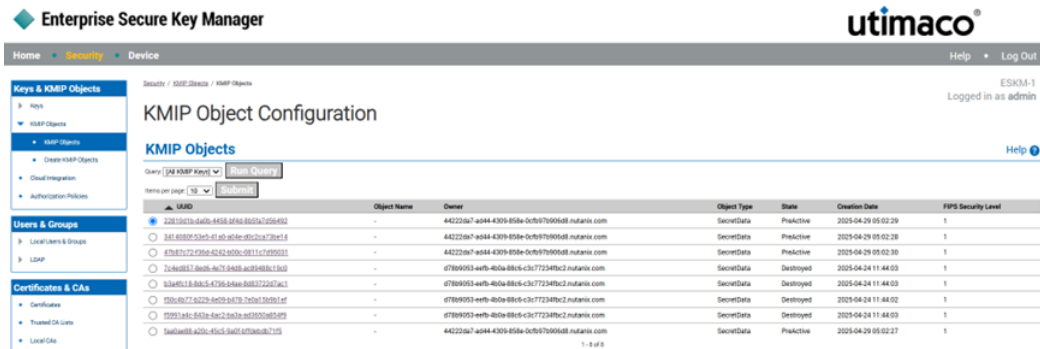 Enterprise Secure Key Manager
utimaco®
Home • Security • Device
Help • Log Out
Keys & KMIP Objects
Keys
KMIP Objects
KMIP Objects
Create KMIP Objects
Cloud Integration
Authorization Policies
Users & Groups
Local Users & Groups
LDAP
Certificates & CAs
Certificates
Trusted CA Lists
Local CAs
Security / KMIP Objects / KMIP Objects
ESKM-1
Logged in as admin
KMIP Object Configuration
KMIP Objects
Help
Query: [All KMIP Keys] Run Query
Items per page: 10 Submit
UUID Object Name Owner Object Type State Creation Date FIPS Security Level
- 44222da7-ad44-4309-858e-0cfb97b906d8.nutanix.com SecretData PreActive 2025-04-29 05:02:29 1
- 44222da7-ad44-4309-858e-0cfb97b906d8.nutanix.com SecretData PreActive 2025-04-29 05:02:28 1
- 44222da7-ad44-4309-858e-0cfb97b906d8.nutanix.com SecretData PreActive 2025-04-29 05:02:30 1
- d78b9053-eefb-4b0a-88c6-c3c77234fbc2.nutanix.com SecretData Destroyed 2025-04-24 11:44:03 1
- d78b9053-eefb-4b0a-88c6-c3c77234fbc2.nutanix.com SecretData Destroyed 2025-04-24 11:44:03 1
- d78b9053-eefb-4b0a-88c6-c3c77234fbc2.nutanix.com SecretData Destroyed 2025-04-24 11:44:02 1
- d78b9053-eefb-4b0a-88c6-c3c77234fbc2.nutanix.com SecretData Destroyed 2025-04-24 11:44:03 1
- 44222da7-ad44-4309-858e-0cfb97b906d8.nutanix.com SecretData PreActive 2025-04-29 05:02:27 1
1 - 8 of 8